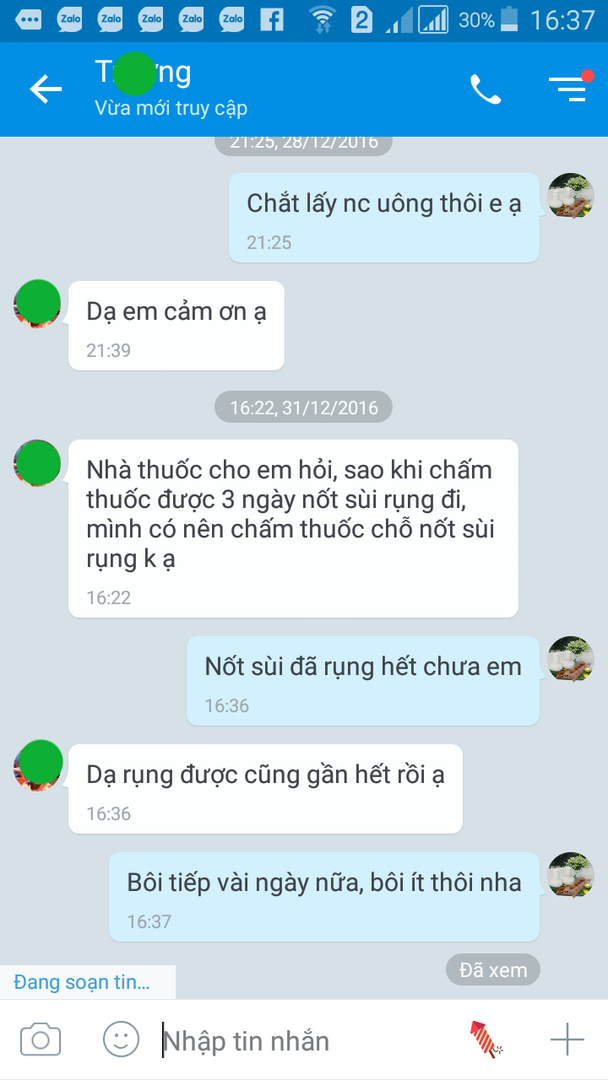 Zalo Zalo Zalo Zalo Zalo 2 30% 16:37
Vừa mới truy cập
21:25, 28/12/2016
Chắt lấy nc uông thôi e ạ
21:25
Dạ em cảm ơn ạ
21:39
16:22, 31/12/2016
Nhà thuốc cho em hỏi, sao khi chấm
thuốc được 3 ngày nốt sùi rụng đi,
mình có nên chấm thuốc chỗ nốt sùi
rụng k ạ
16:22
Nốt sùi đã rụng hết chưa em
16:36
Dạ rụng được cũng gần hết rồi ạ
16:36
Bôi tiếp vài ngày nữa, bôi ít thôi nha
16:37
Đã xem
Đang soạn tin...
Nhập tin nhắn